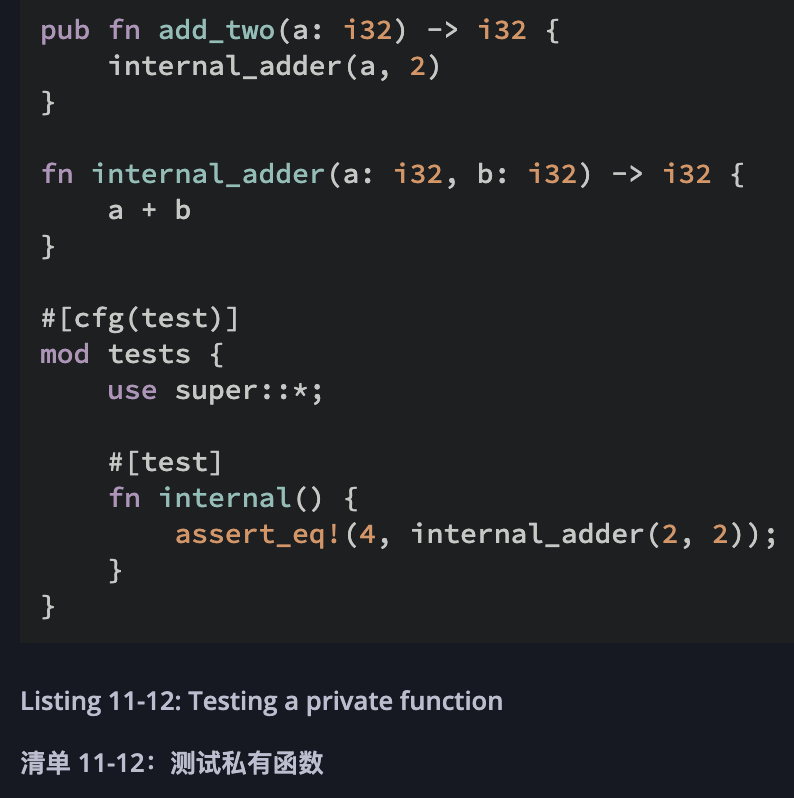 pub fn add_two(a: i32) -> i32 {
    internal_adder(a, 2)
}

fn internal_adder(a: i32, b: i32) -> i32 {
    a + b
}

#[cfg(test)]
mod tests {
    use super::*;

    #[test]
    fn internal() {
        assert_eq!(4, internal_adder(2, 2));
    }
}

Listing 11-12: Testing a private function
清单 11-12：测试私有函数